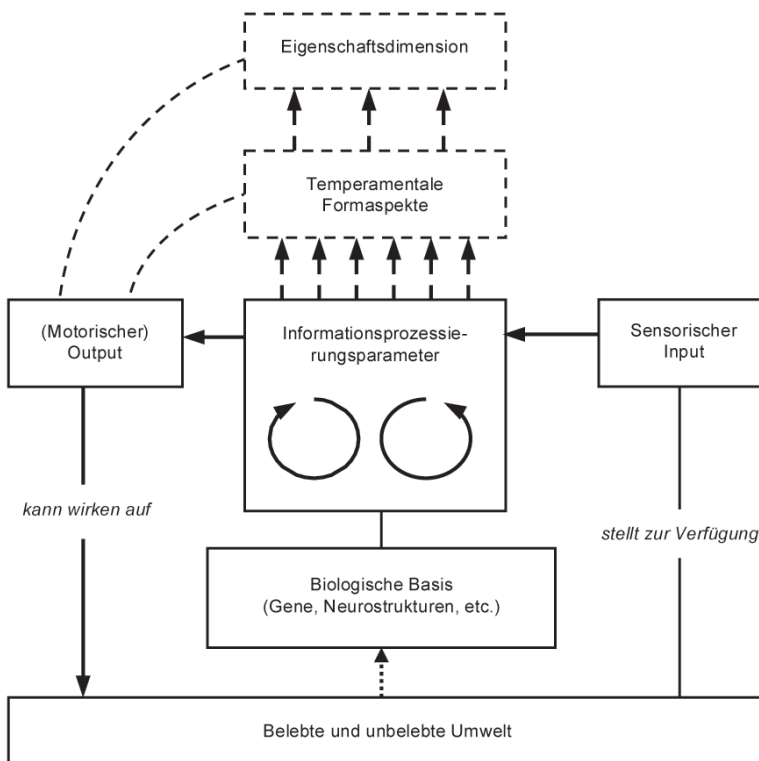 Eigenschaftsdimension
Temperamentale
Formaspekte
(Motorischer)
Output
Informationsprozessie-
rungsparameter
Sensorischer
Input
kann wirken auf
stellt zur Verfügung
Biologische Basis
(Gene, Neurostrukturen, etc.)
Belebte und unbelebte Umwelt